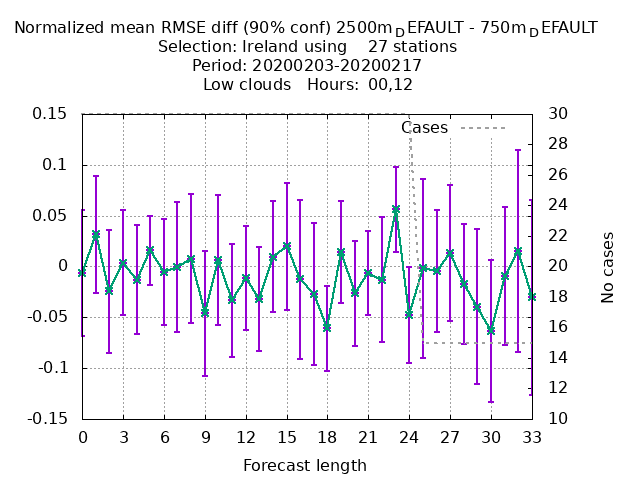 Normalized mean RMSE diff (90% conf) 2500m_DEFAULT - 750m_DEFAULT
Selection: Ireland using 27 stations
Period: 20200203-20200217
Low clouds Hours: 00,12
Cases
0.15
0.1
0.05
0
-0.05
-0.1
-0.15
30
28
26
24
22
20
18
16
14
12
10
No cases
0 3 6 9 12 15 18 21 24 27 30 33
Forecast length